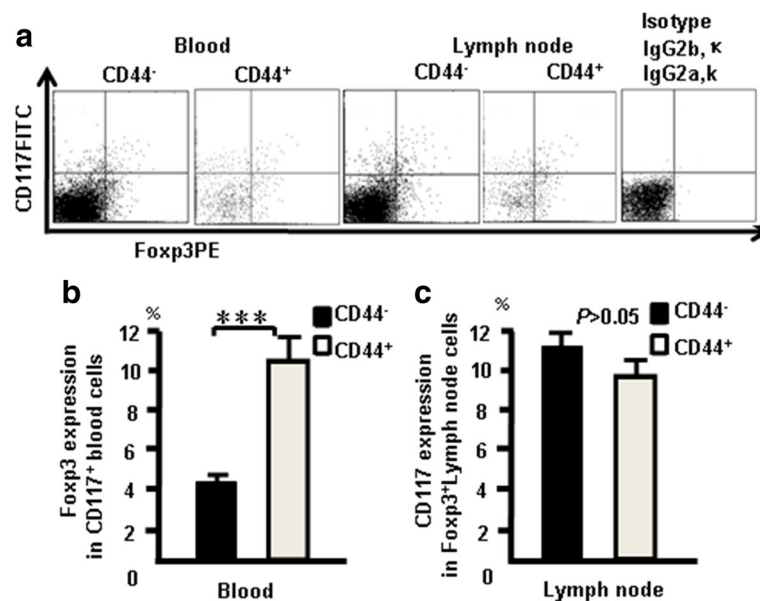 a
Blood
Lymph node
Isotype
IgG2b, κ
IgG2a,k
CD44-
CD44+
CD44-
CD44+
CD117FITC
Foxp3PE
b
%
***
CD44-
CD44+
12
10
8
6
4
2
0
Foxp3 expression
in CD117+ blood cells
Blood
c
%
P>0.05
CD44-
CD44+
12
10
8
6
4
2
0
CD117 expression
in Foxp3+Lymph node cells
Lymph node